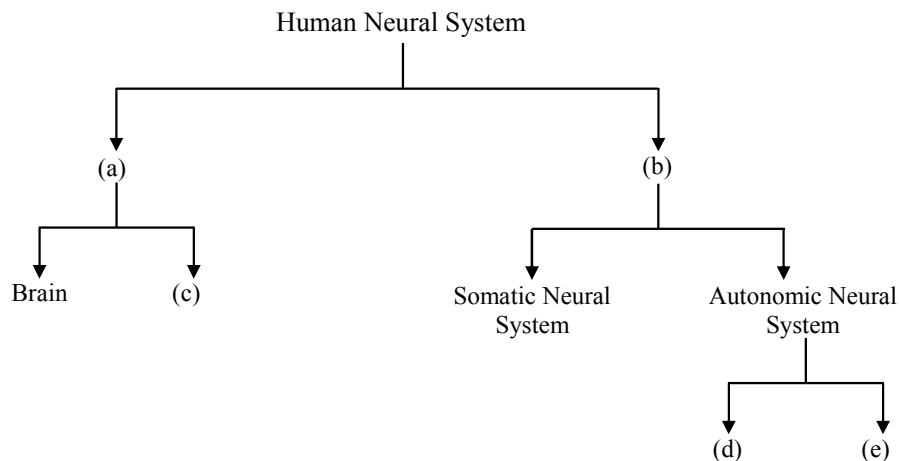 Human Neural System
(a)
(b)
Brain
(c)
Somatic Neural
System
Autonomic Neural
System
(d)
(e)